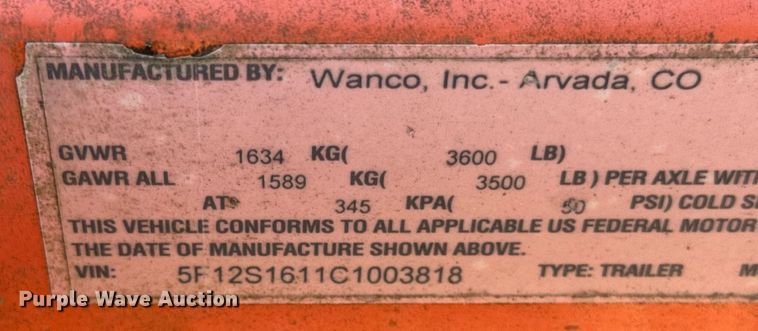 MANUFACTURED BY: Wanco, Inc.- Arvada, CO
GVWR 1634 KG( 3600 LB)
GAWR ALL 1589 KG( 3500 LB ) PER AXLE WITH
AT 345 KPA( 50 PSI) COLD
THIS VEHICLE CONFORMS TO ALL APPLICABLE US FEDERAL MOTOR
THE DATE OF MANUFACTURE SHOWN ABOVE.
VIN: 5F12S1611C1003818 TYPE: TRAILER
Purple Wave Auction